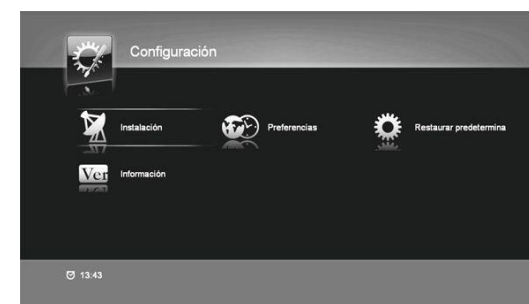 Configuración
Instalación
Preferencias
Restaurar predetermina
Ver
Información
13:43